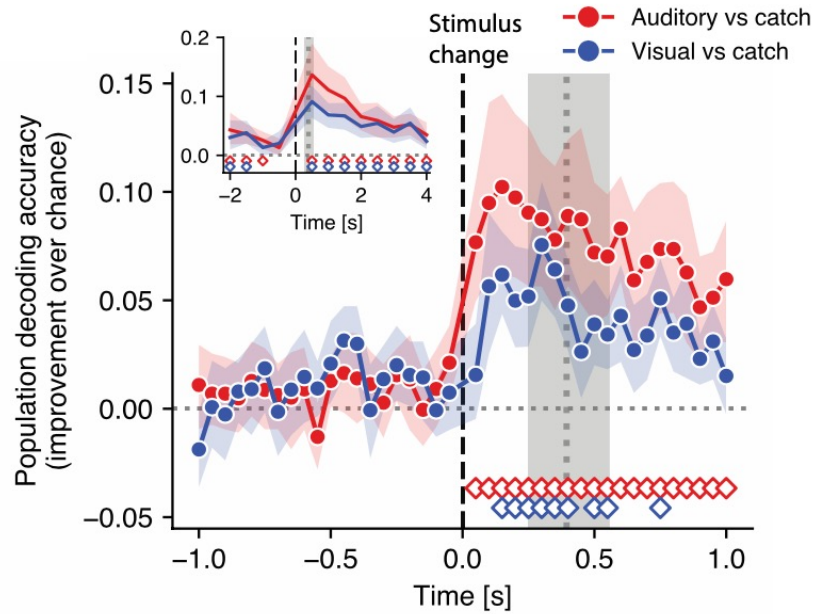 Stimulus
change
Auditory vs catch
Visual vs catch
0.2
0.1
0.0
−2
0
2
4
Time [s]
0.15
0.10
0.05
0.00
−0.05
Population decoding accuracy
(improvement over chance)
−1.0
−0.5
0.0
0.5
1.0
Time [s]